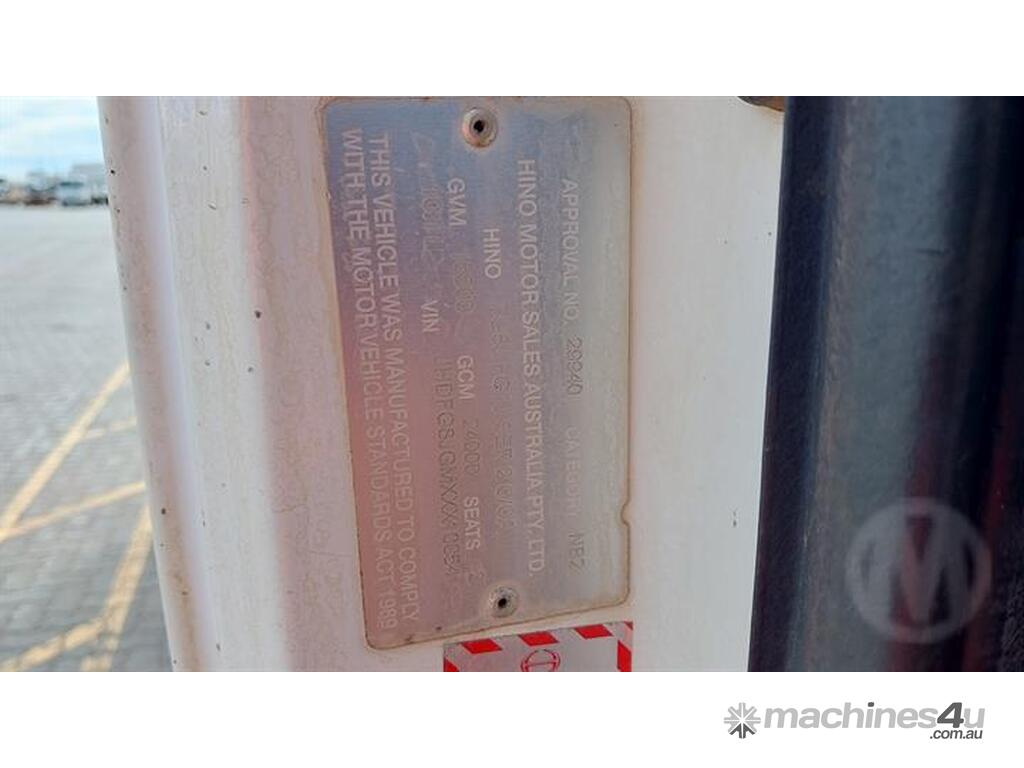 APPROVAL NO. 29940 CATEGORY NB2
HINO MOTOR SALES AUSTRALIA PTY. LTD.
HINO
GVM GCM 24000 SEATS
VIN
THIS VEHICLE WAS MANUFACTURED TO COMPLY
WITH THE MOTOR VEHICLE STANDARDS ACT 1989
M
machines4u
.com.au